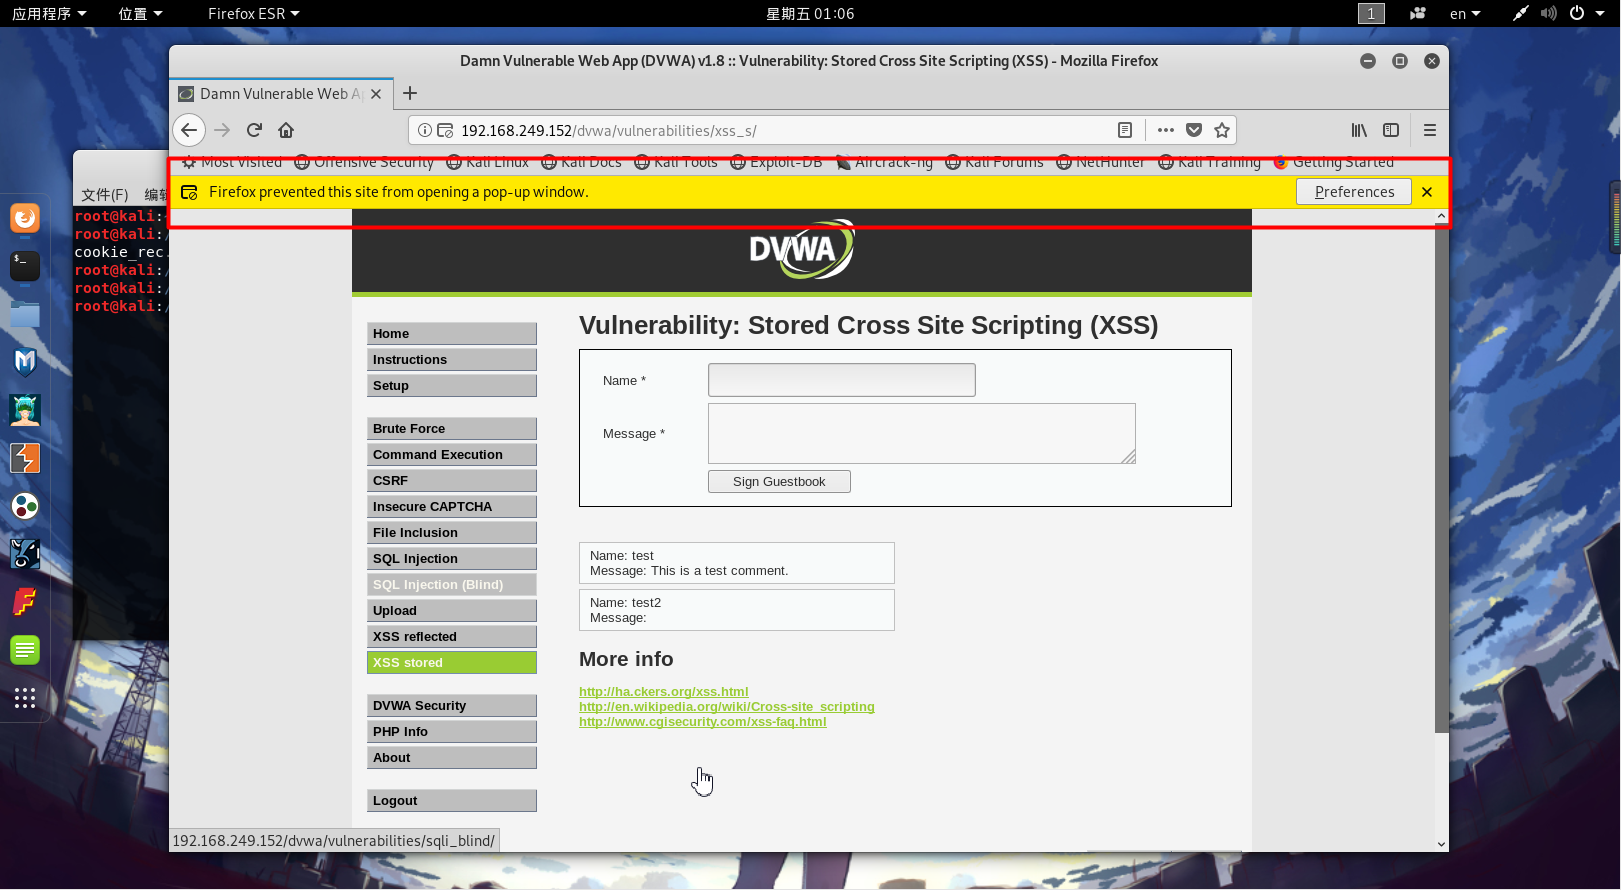 应用程序 位置 Firefox ESR 星期五 01:06 1 en
Damn Vulnerable Web App (DVWA) v1.8 :: Vulnerability: Stored Cross Site Scripting (XSS) - Mozilla Firefox
Damn Vulnerable Web A
192.168.249.152/dvwa/vulnerabilities/xss_s/
Most Visited Offensive Security Kali Linux Kali Docs Kali Tools Exploit-DB Aircrack-ng Kali Forums NetHunter Kali Training Getting Started
Firefox prevented this site from opening a pop-up window. Preferences
文件(F) 编辑
root@kali:
root@kali:
cookie_rec
root@kali:
root@kali:
root@kali:
DVWA
Home
Instructions
Setup
Brute Force
Command Execution
CSRF
Insecure CAPTCHA
File Inclusion
SQL Injection
SQL Injection (Blind)
Upload
XSS reflected
XSS stored
DVWA Security
PHP Info
About
Logout
Vulnerability: Stored Cross Site Scripting (XSS)
Name *
Message *
Sign Guestbook
Name: test
Message: This is a test comment.
Name: test2
Message:
More info
http://ha.ckers.org/xss.html
http://en.wikipedia.org/wiki/Cross-site_scripting
http://www.cgisecurity.com/xss-faq.html
192.168.249.152/dvwa/vulnerabilities/sqli_blind/